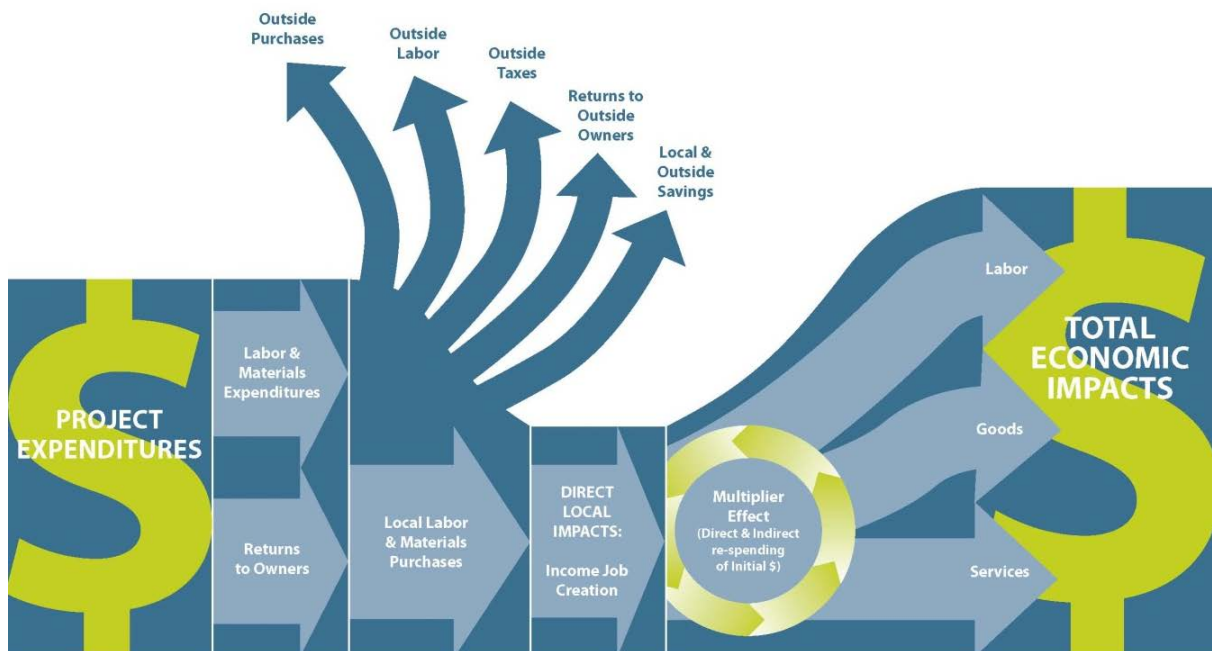 Outside
Purchases
Outside
Labor
Outside
Taxes
Returns to
Outside
Owners
Local &
Outside
Savings
PROJECT
EXPENDITURES
Labor &
Materials
Expenditures
Returns
to Owners
Local Labor
& Materials
Purchases
DIRECT
LOCAL
IMPACTS:
Income Job
Creation
Multiplier
Effect
(Direct & Indirect
re-spending
of Initial $)
Labor
Goods
Services
TOTAL
ECONOMIC
IMPACTS